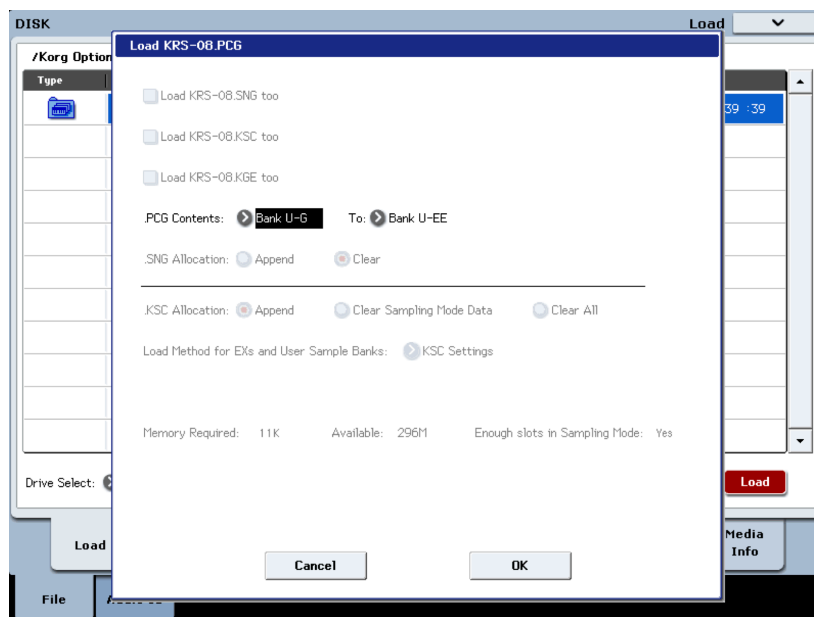 DISK
Load
Load KRS-08.PCG
/Korg Option
Type
39 :39
Load KRS-08.SNG too
Load KRS-08.KSC too
Load KRS-08.KGE too
.PCG Contents: Bank U-G To: Bank U-EE
.SNG Allocation: Append Clear
.KSC Allocation: Append Clear Sampling Mode Data Clear All
Load Method for EXs and User Sample Banks: KSC Settings
Memory Required: 11K Available: 296M Enough slots in Sampling Mode: Yes
Drive Select:
Load
Load
Media
Info
Cancel OK
File